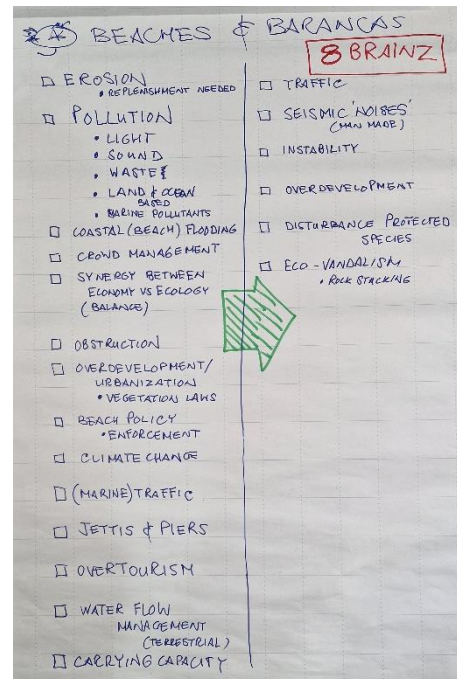 A BEACHES & BARANCAS
8 BRAINZ
□ EROSION
• REPLENISHMENT NEEDED
□ POLLUTION
• LIGHT
• SOUND
• WASTE
• LAND & OCEAN
BASED
• MARINE POLLUTANTS
□ COASTAL (BEACH) FLOODING
□ CROWD MANAGEMENT
□ SYNERGY BETWEEN
ECONOMY VS ECOLOGY
(BALANCE)
□ OBSTRUCTION
□ OVERDEVELOPMENT/
URBANIZATION
• VEGETATION LAWS
□ BEACH POLICY
• ENFORCEMENT
□ CLIMATE CHANGE
□ (MARINE) TRAFFIC
□ JETTIS & PIERS
□ OVERTOURISM
□ WATER FLOW
MANAGEMENT
(TERRESTRIAL)
□ CARRYING CAPACITY
□ TRAFFIC
□ SEISMIC 'NOISES'
(MAN MADE)
□ INSTABILITY
□ OVERDEVELOPMENT
□ DISTURBANCE PROTECTED
SPECIES
□ ECO-VANDALISM
• ROCK STACKING